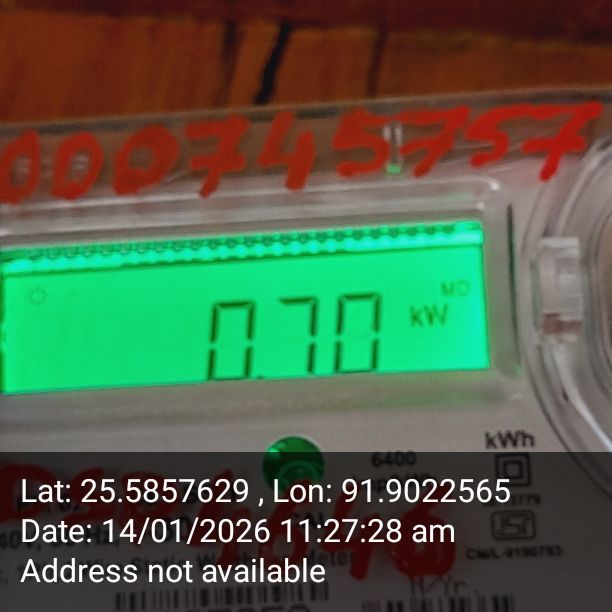 000745757
MD
0.70 kW
kWh
6400
Lat: 25.5857629 , Lon: 91.9022565
Date: 14/01/2026 11:27:28 am
Address not available